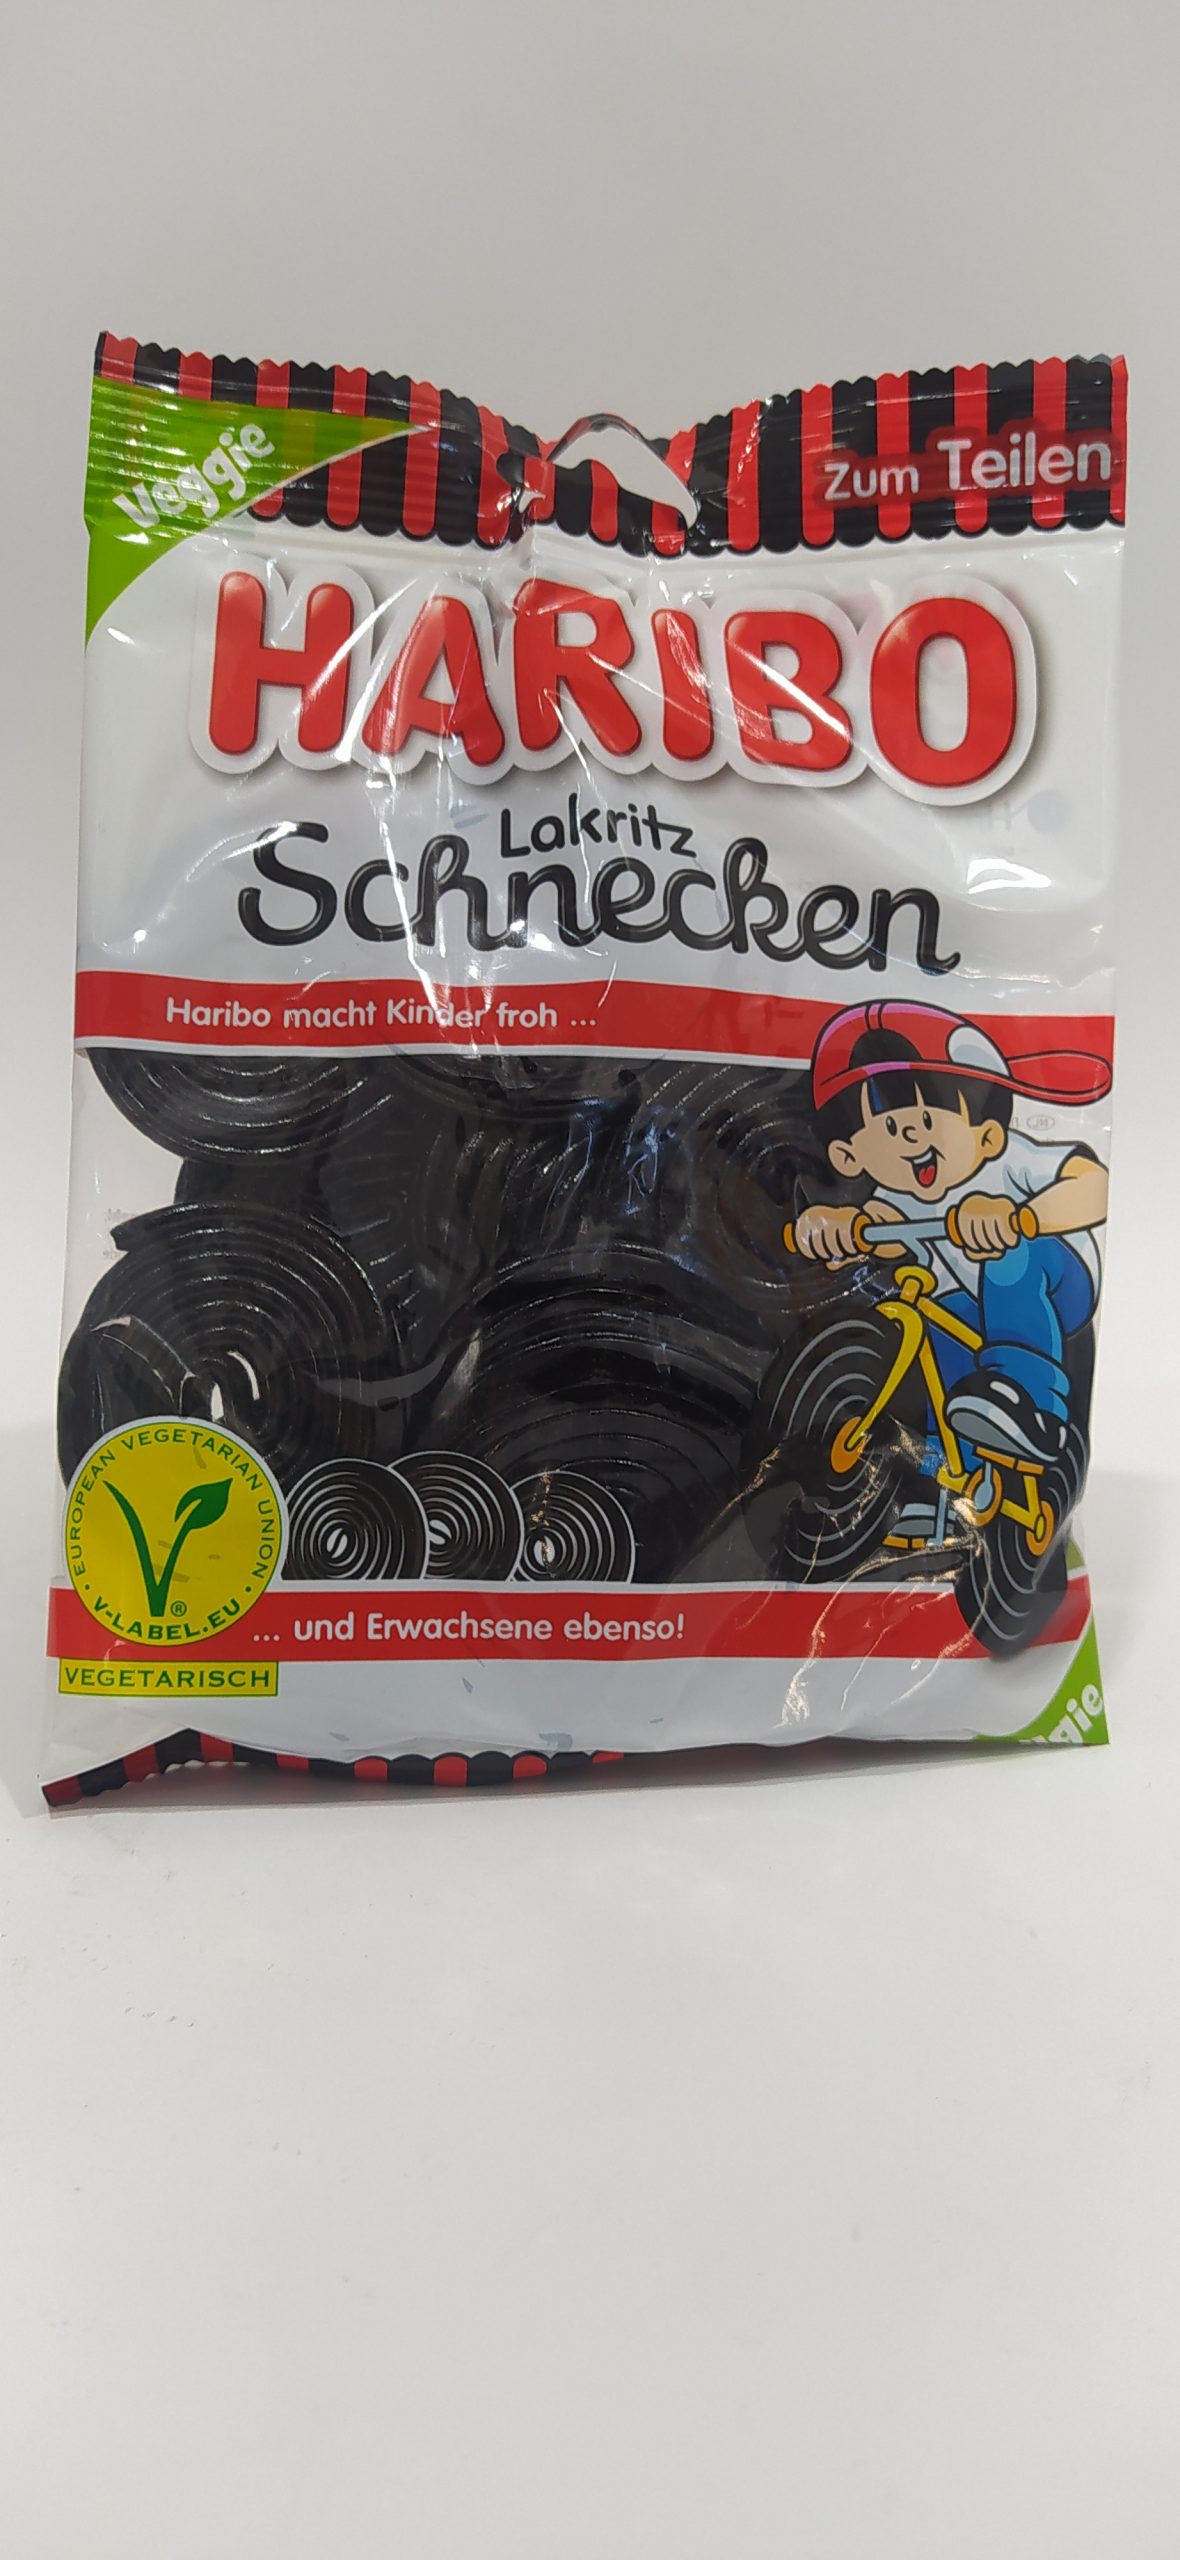 Veggie
Zum Teilen
HARIBO
Lakritz
Schnecken
Haribo macht Kinder froh ...
• EUROPEAN VEGETARIAN UNION •
V-LABEL.EU
®
VEGETARISCH
... und Erwachsene ebenso!
ggie